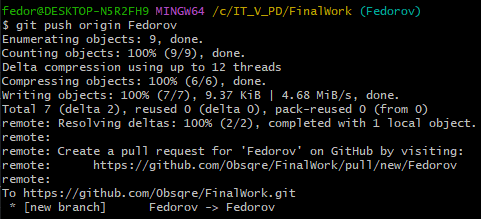 fedor@DESKTOP-N5R2FH9 MINGW64 /c/IT_V_PD/FinalWork (Fedorov)
$ git push origin Fedorov
Enumerating objects: 9, done.
Counting objects: 100% (9/9), done.
Delta compression using up to 12 threads
Compressing objects: 100% (6/6), done.
Writing objects: 100% (7/7), 9.37 KiB | 4.68 MiB/s, done.
Total 7 (delta 2), reused 0 (delta 0), pack-reused 0 (from 0)
remote: Resolving deltas: 100% (2/2), completed with 1 local object.
remote:
remote: Create a pull request for 'Fedorov' on GitHub by visiting:
remote:      https://github.com/Obsqre/FinalWork/pull/new/Fedorov
remote:
To https://github.com/Obsqre/FinalWork.git
 * [new branch]      Fedorov -> Fedorov